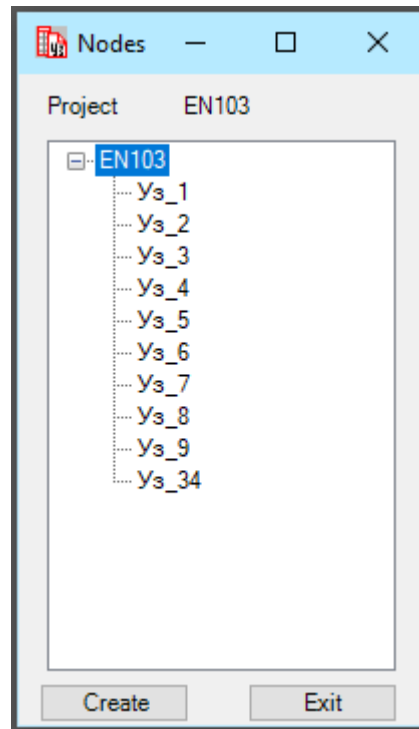 Nodes
Project EN103
EN103
Уз_1
Уз_2
Уз_3
Уз_4
Уз_5
Уз_6
Уз_7
Уз_8
Уз_9
Уз_34
Create Exit